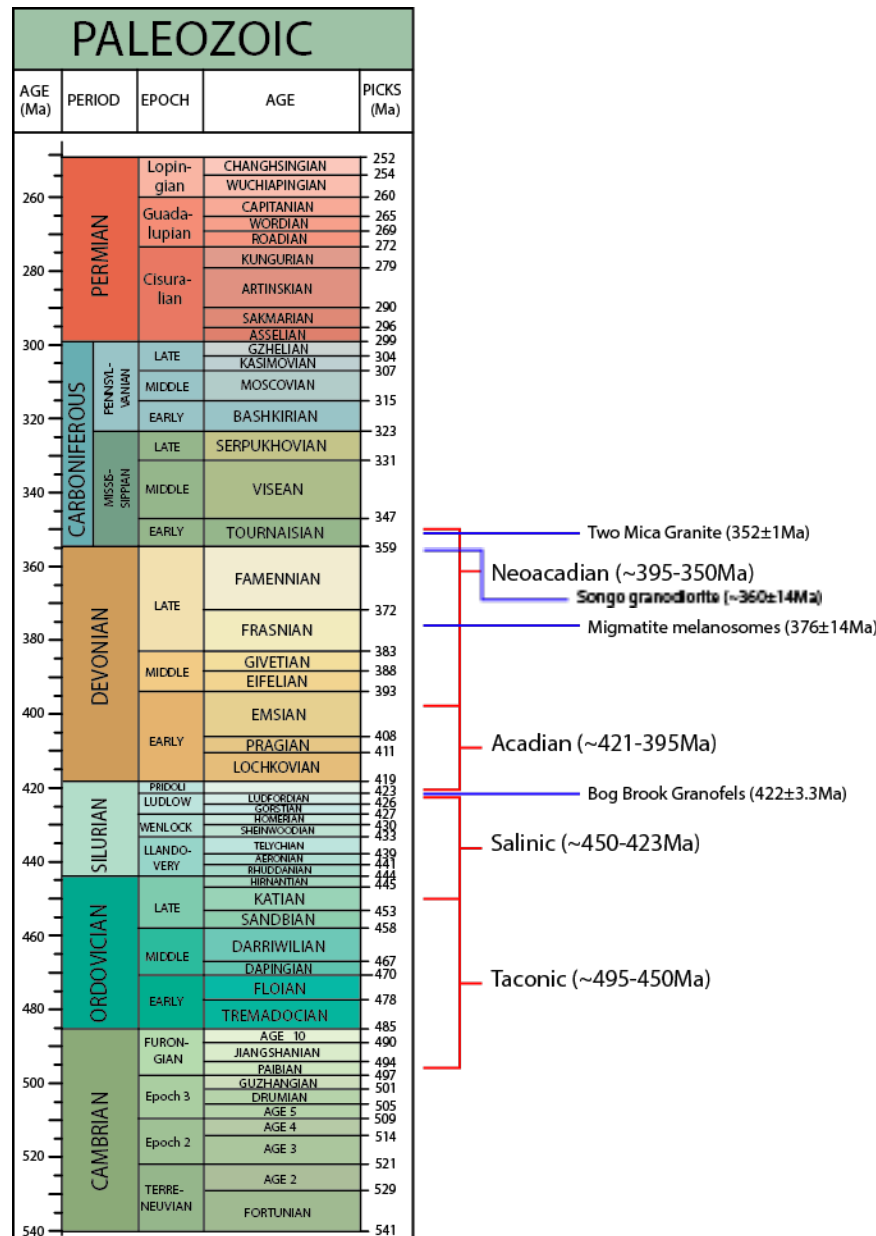 PALEOZOIC
AGE
(Ma)
PERIOD
EPOCH
AGE
PICKS
(Ma)
260
280
300
320
340
360
380
400
420
440
460
480
500
520
540
PERMIAN
CARBONIFEROUS
PENNSYL-
VANIAN
MISSIS-
SIPPIAN
DEVONIAN
SILURIAN
ORDOVICIAN
CAMBRIAN
Lopin-
gian
Guada-
lupian
Cisura-
lian
LATE
MIDDLE
EARLY
LATE
MIDDLE
EARLY
LATE
MIDDLE
EARLY
PRIDOLI
LUDLOW
WENLOCK
LLANDO-
VERY
LATE
MIDDLE
EARLY
FURON-
GIAN
Epoch 3
Epoch 2
TERRE-
NEUVIAN
CHANGHSINGIAN
WUCHIAPINGIAN
CAPITANIAN
WORDIAN
ROADIAN
KUNGURIAN
ARTINSKIAN
SAKMARIAN
ASSELIAN
GZHELIAN
KASIMOVIAN
MOSCOVIAN
BASHKIRIAN
SERPUKHOVIAN
VISEAN
TOURNAISIAN
FAMENNIAN
FRASNIAN
GIVETIAN
EIFELIAN
EMSIAN
PRAGIAN
LOCHKOVIAN
LUDFORDIAN
GORSTIAN
HOMERIAN
SHEINWOODIAN
TELYCHIAN
AERONIAN
RHUDDANIAN
HIRNANTIAN
KATIAN
SANDBIAN
DARRIWILIAN
DAPINGIAN
FLOIAN
TREMADOCIAN
AGE 10
JIANGSHANIAN
PAIBIAN
GUZHANGIAN
DRUMIAN
AGE 5
AGE 4
AGE 3
AGE 2
FORTUNIAN
252
254
260
265
269
272
279
290
296
299
304
307
315
323
331
347
359
372
383
388
393
408
411
419
423
426
427
430
433
439
441
444
445
453
458
467
470
478
485
490
494
497
501
505
509
514
521
529
541
Two Mica Granite (352±1Ma)
Neoacadian (~395-350Ma)
Songo granodiorite (~360±14Ma)
Migmatite melanosomes (376±14Ma)
Acadian (~421-395Ma)
Bog Brook Granofels (422±3.3Ma)
Salinic (~450-423Ma)
Taconic (~495-450Ma)